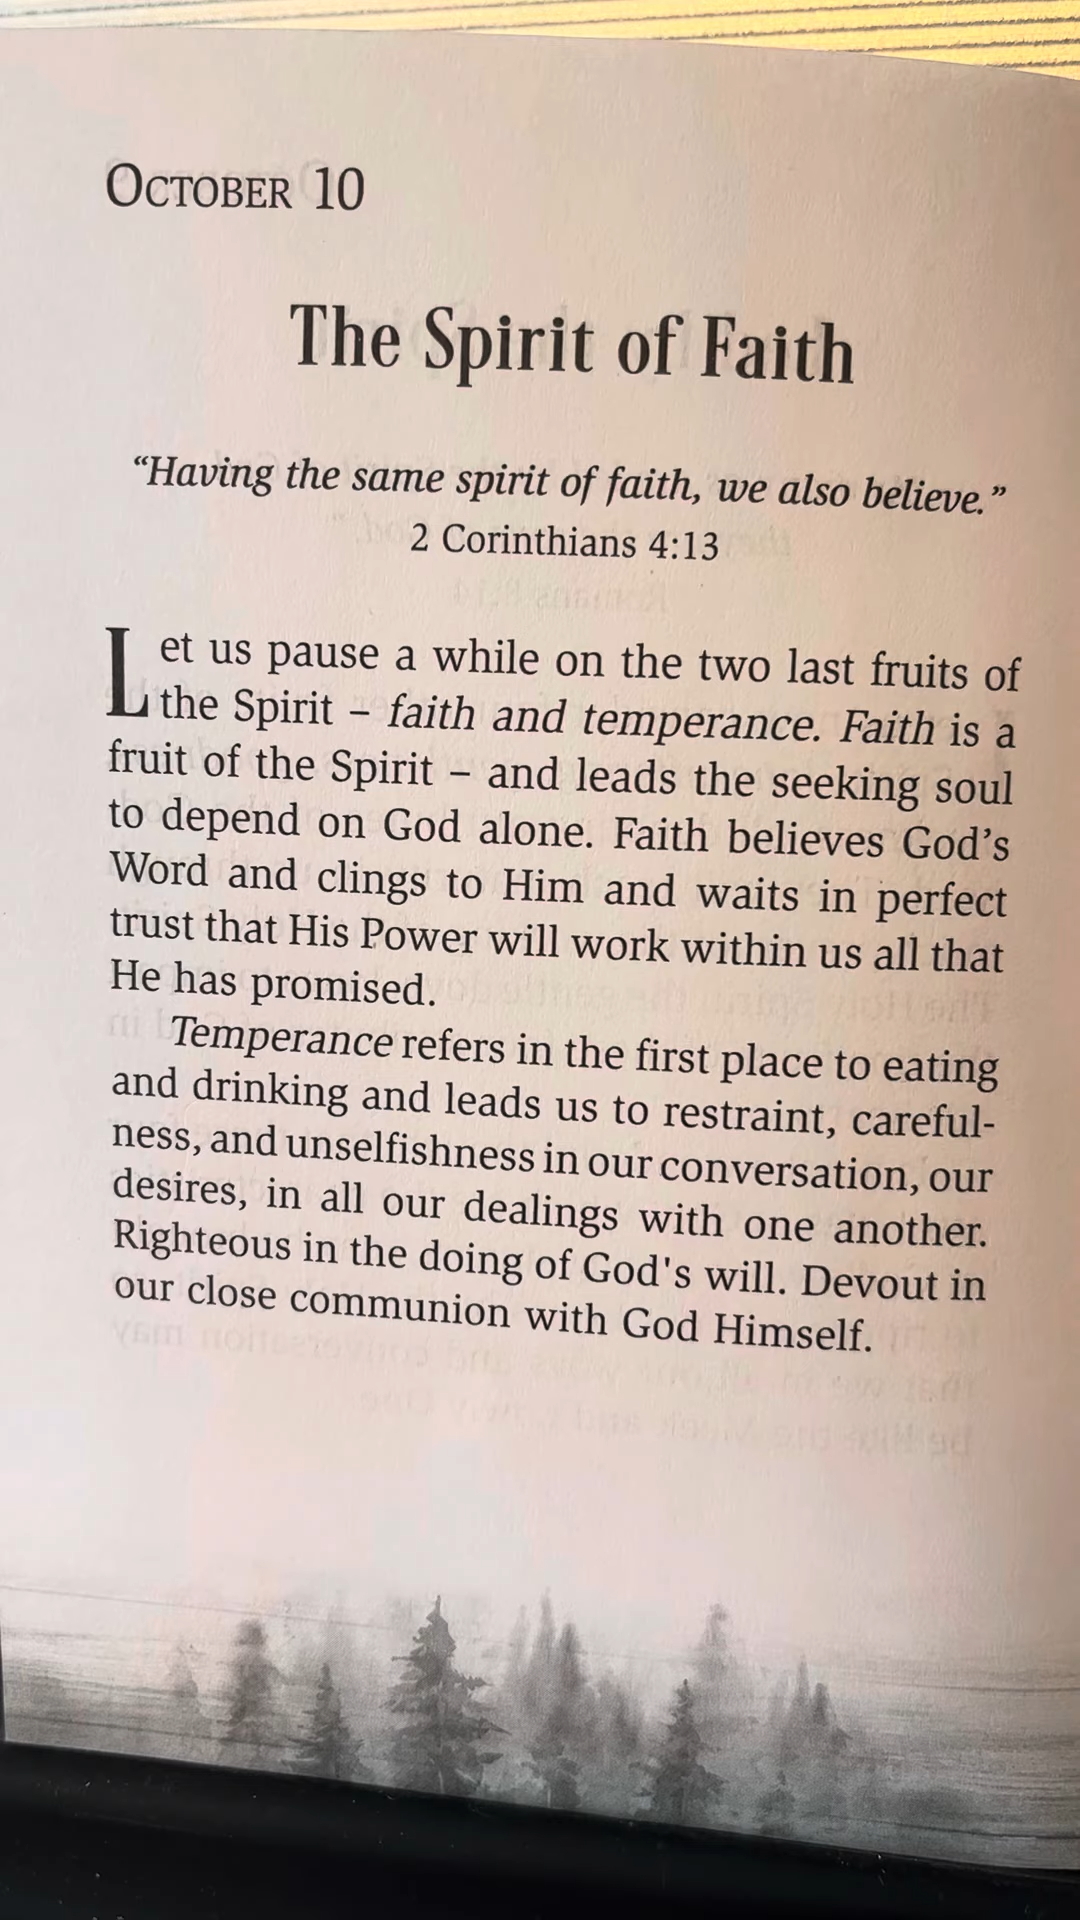 OCTOBER 10
The Spirit of Faith
“Having the same spirit of faith, we also believe.”
2 Corinthians 4:13
Let us pause a while on the two last fruits of
the Spirit – faith and temperance. Faith is a
fruit of the Spirit – and leads the seeking soul
to depend on God alone. Faith believes God’s
Word and clings to Him and waits in perfect
trust that His Power will work within us all that
He has promised.
Temperance refers in the first place to eating
and drinking and leads us to restraint, careful-
ness, and unselfishness in our conversation, our
desires, in all our dealings with one another.
Righteous in the doing of God's will. Devout in
our close communion with God Himself.